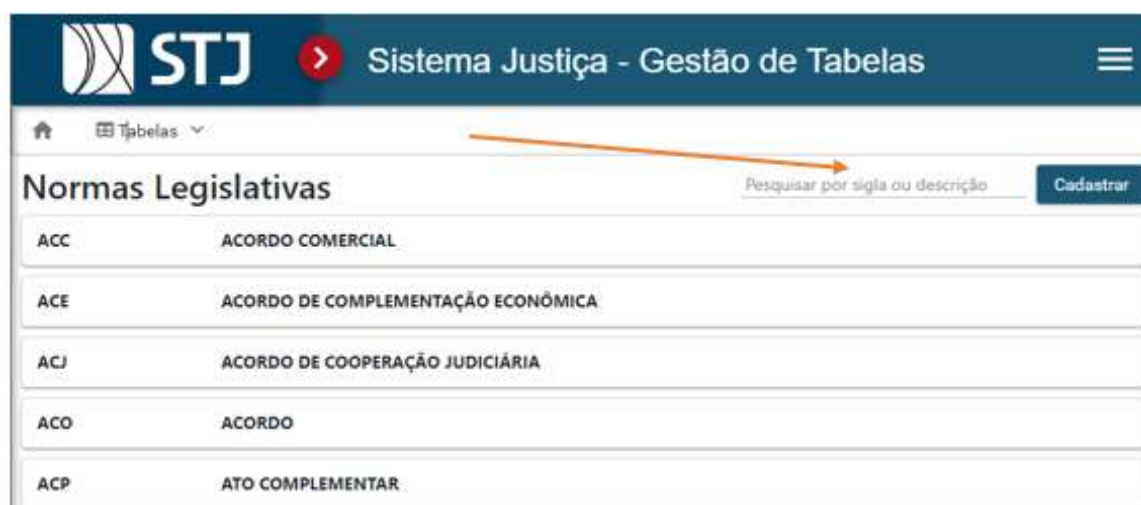 STJ Sistema Justiça - Gestão de Tabelas
Tabelas
Normas Legislativas Pesquisar por sigla ou descrição Cadastrar
ACC ACORDO COMERCIAL
ACE ACORDO DE COMPLEMENTAÇÃO ECONÔMICA
ACJ ACORDO DE COOPERAÇÃO JUDICIÁRIA
ACO ACORDO
ACP ATO COMPLEMENTAR